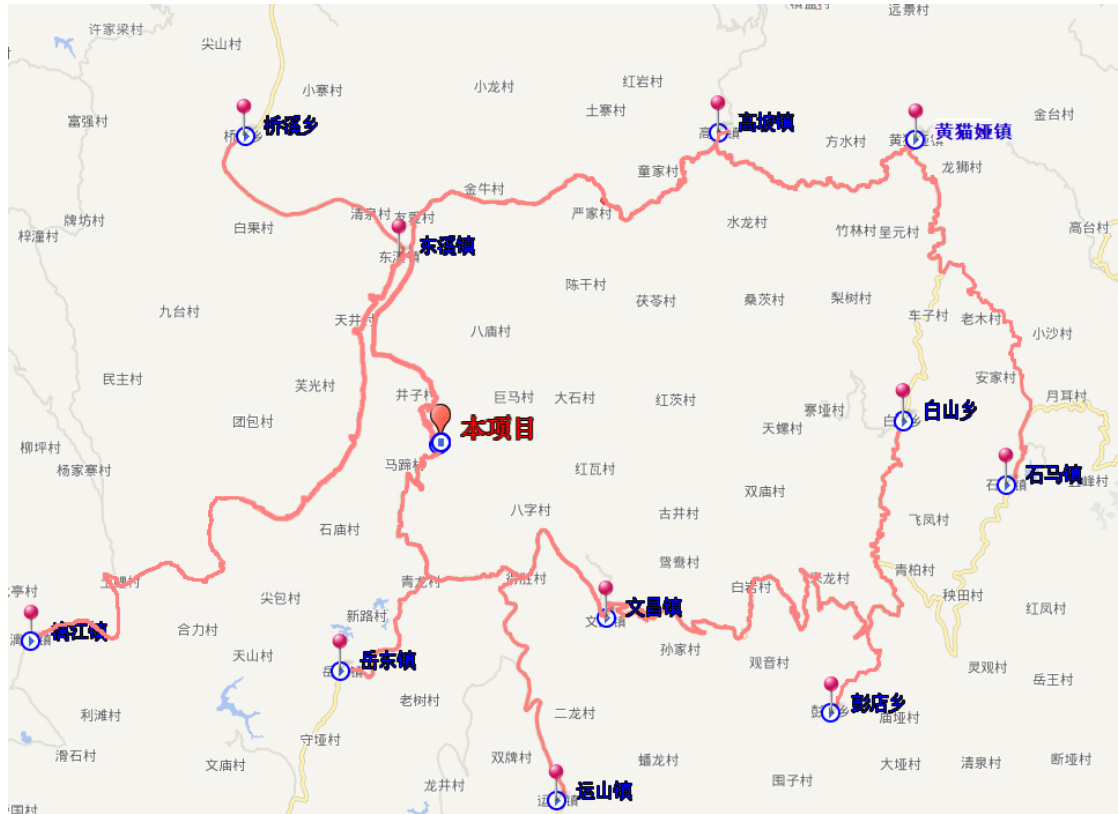 远景村
许家梁村
尖山村
小寨村
小龙村
红岩村
土寨村
富强村
桥溪乡
高坡镇
方水村
黄猫娅镇
金台村
龙狮村
童家村
金牛村
严家村
牌坊村
梓潼村
白果村
清泉村
友爱村
东溪镇
水龙村
竹林村
呈元村
高台村
陈干村
茯苓村
桑茨村
梨树村
九台村
天井村
八庙村
车子村
老木村
小沙村
民主村
芙光村
井子村
巨马村
大石村
红茨村
寨垭村
安家村
月耳村
团包村
本项目
天螺村
白山乡
柳坪村
杨家寨村
马蹄村
红瓦村
双庙村
石马镇
石庙村
八字村
古井村
飞凤村
鸳鸯村
青龙村
青柏村
白岩村
秧田村
尖包村
新路村
文昌镇
红凤村
合力村
孙家村
观音村
灵观村
天山村
岳东镇
岳王村
利滩村
老树村
二龙村
彭店乡
庙垭村
守垭村
滑石村
文庙村
双牌村
蟠龙村
大垭村
清泉村
断垭村
龙井村
围子村
运山镇